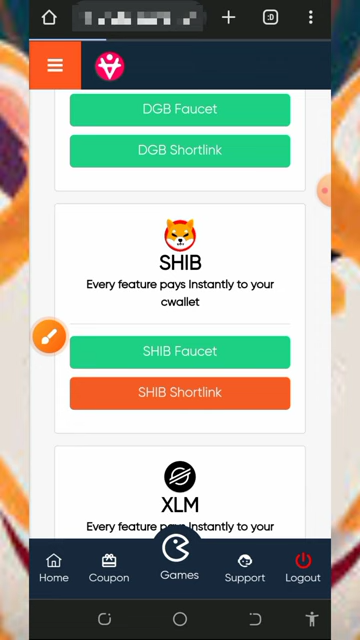 DGB Faucet
DGB Shortlink
SHIB
Every feature pays Instantly to your
cwallet
SHIB Faucet
SHIB Shortlink
XLM
Every feature pays Instantly to your
Home
Coupon
Games
Support
Logout